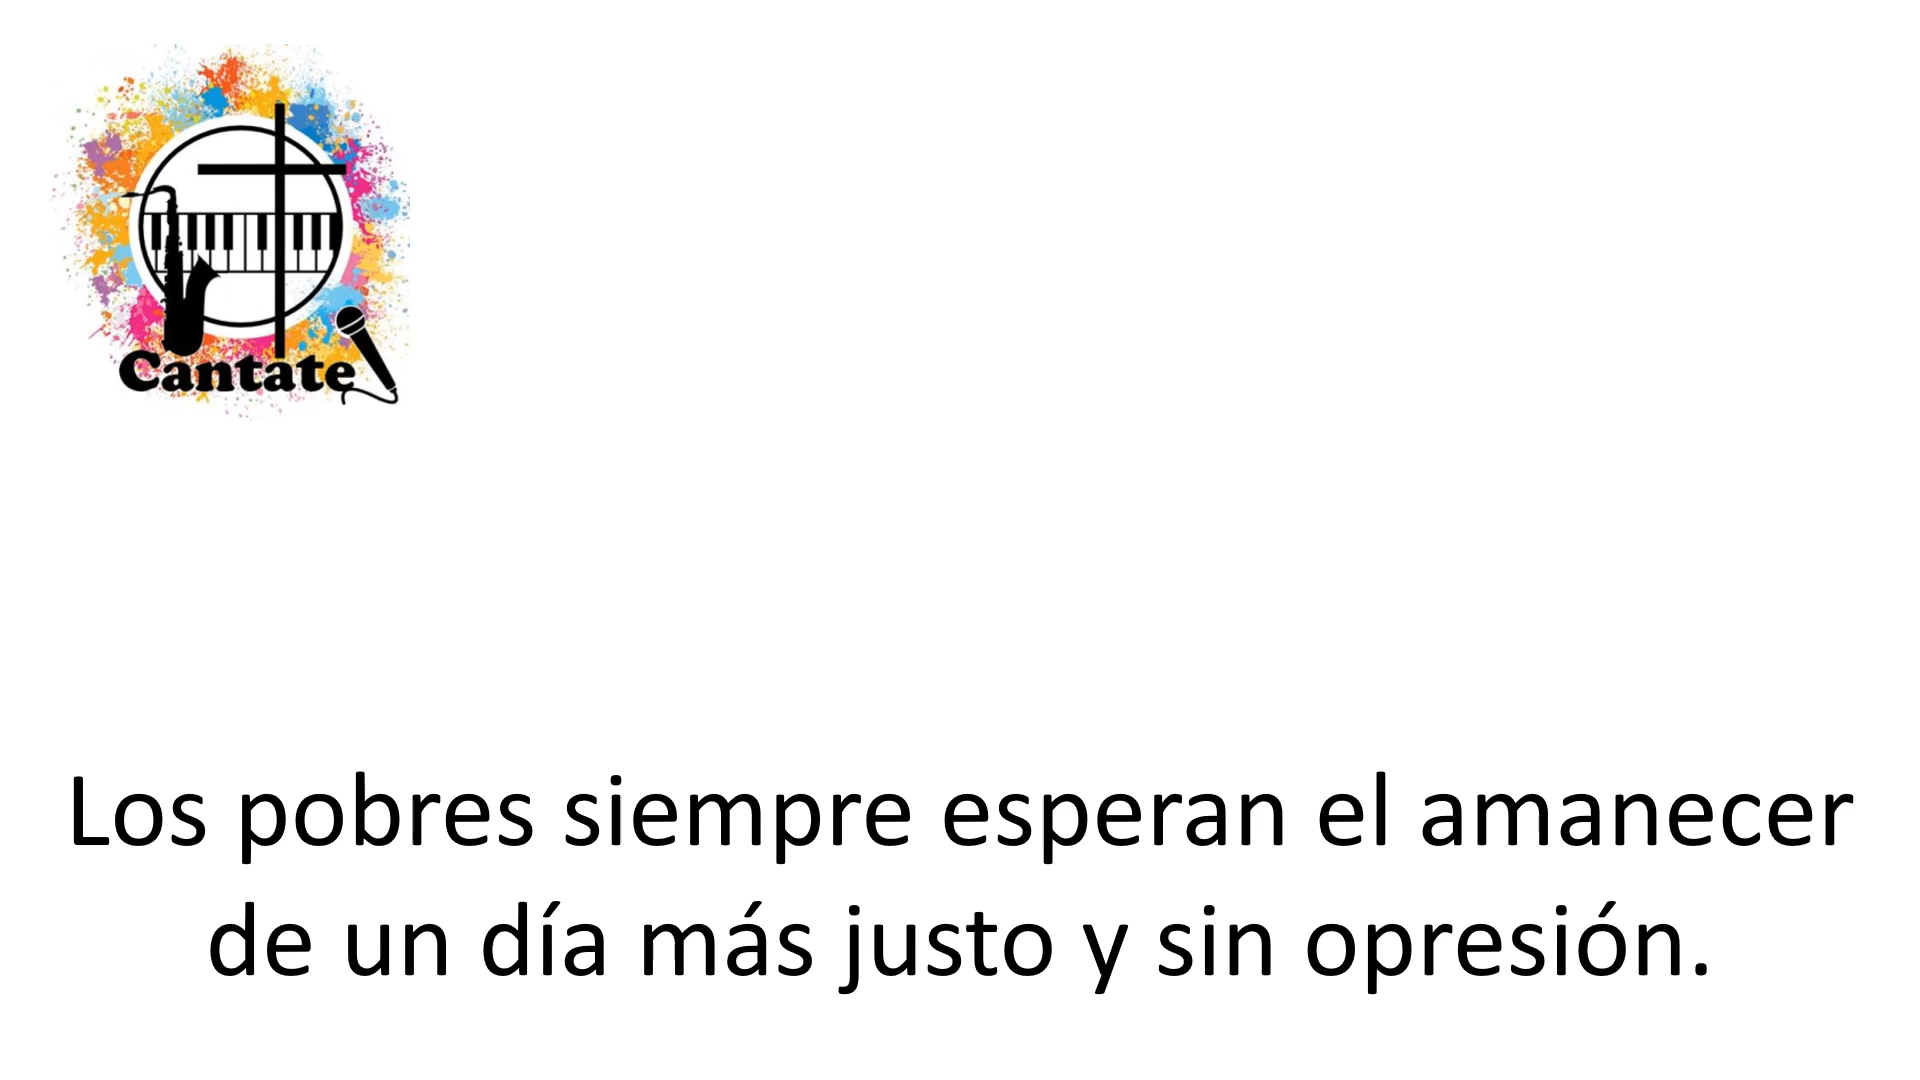 Cantate
Los pobres siempre esperan el amanecer
de un día más justo y sin opresión.